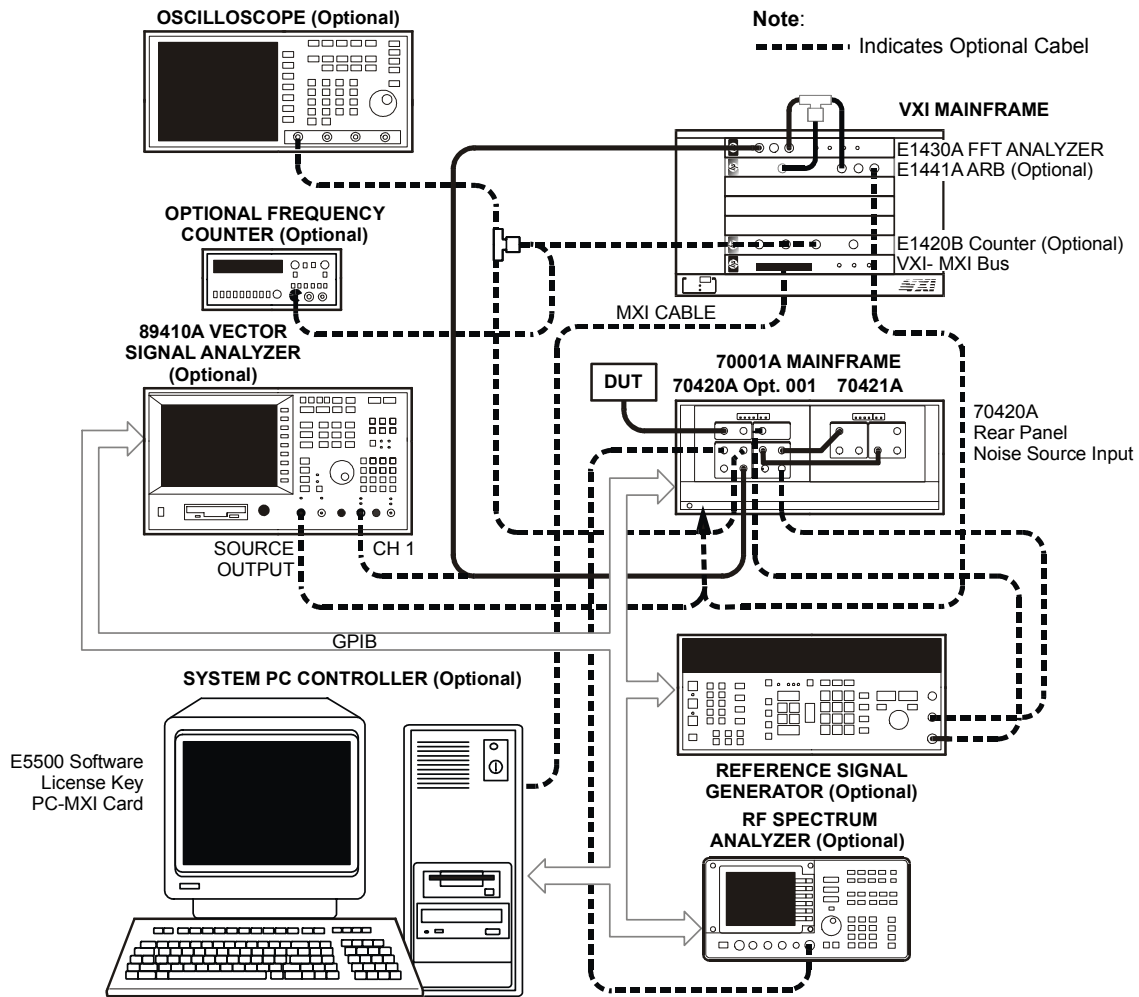 OSCILLOSCOPE (Optional)
Note:
Indicates Optional Cabel
VXI MAINFRAME
E1430A FFT ANALYZER
E1441A ARB (Optional)
OPTIONAL FREQUENCY
COUNTER (Optional)
E1420B Counter (Optional)
VXI- MXI Bus
VXI
MXI CABLE
89410A VECTOR
SIGNAL ANALYZER
(Optional)
70001A MAINFRAME
DUT
70420A Opt. 001
70421A
70420A
Rear Panel
Noise Source Input
SOURCE
OUTPUT
CH 1
GPIB
SYSTEM PC CONTROLLER (Optional)
E5500 Software
License Key
PC-MXI Card
REFERENCE SIGNAL
GENERATOR (Optional)
RF SPECTRUM
ANALYZER (Optional)